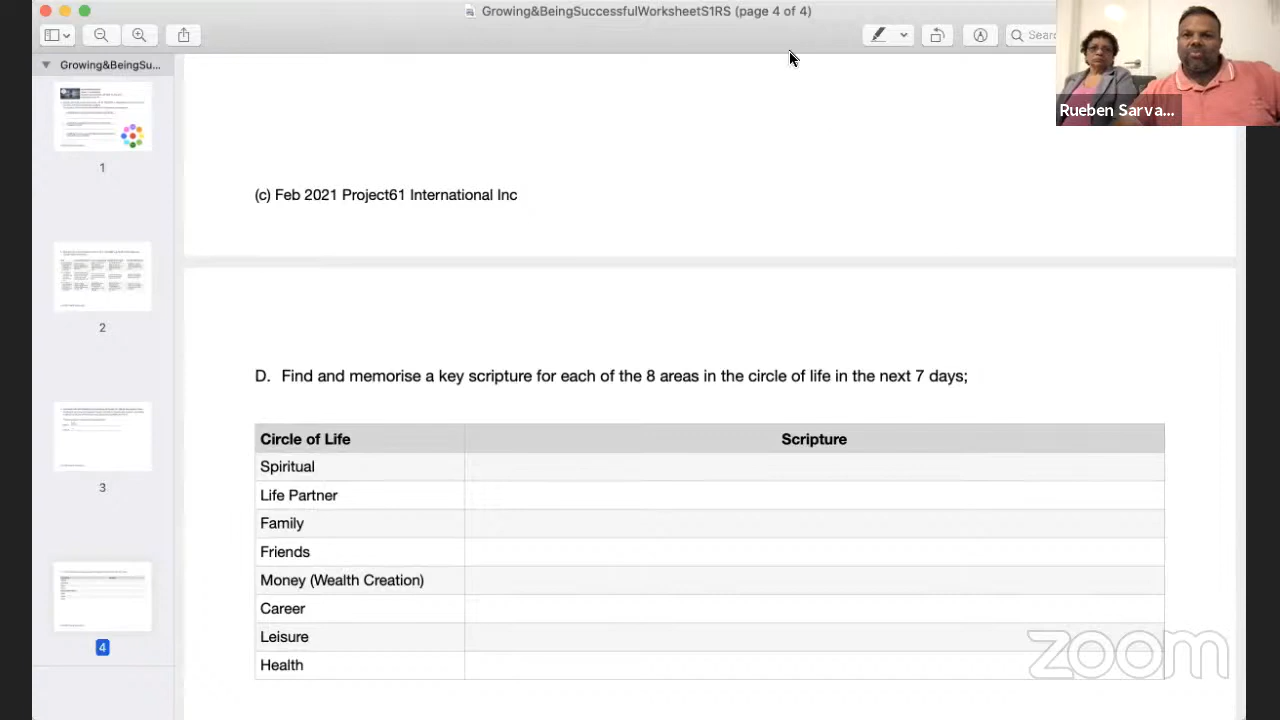 Growing&BeingSuccessfulWorksheetS1RS (page 4 of 4)
Sear
Growing&BeingSu...
1
2
3
4
Rueben Sarva...
(c) Feb 2021 Project61 International Inc
D. Find and memorise a key scripture for each of the 8 areas in the circle of life in the next 7 days;
Circle of Life Scripture
Spiritual
Life Partner
Family
Friends
Money (Wealth Creation)
Career
Leisure
Health
zoom